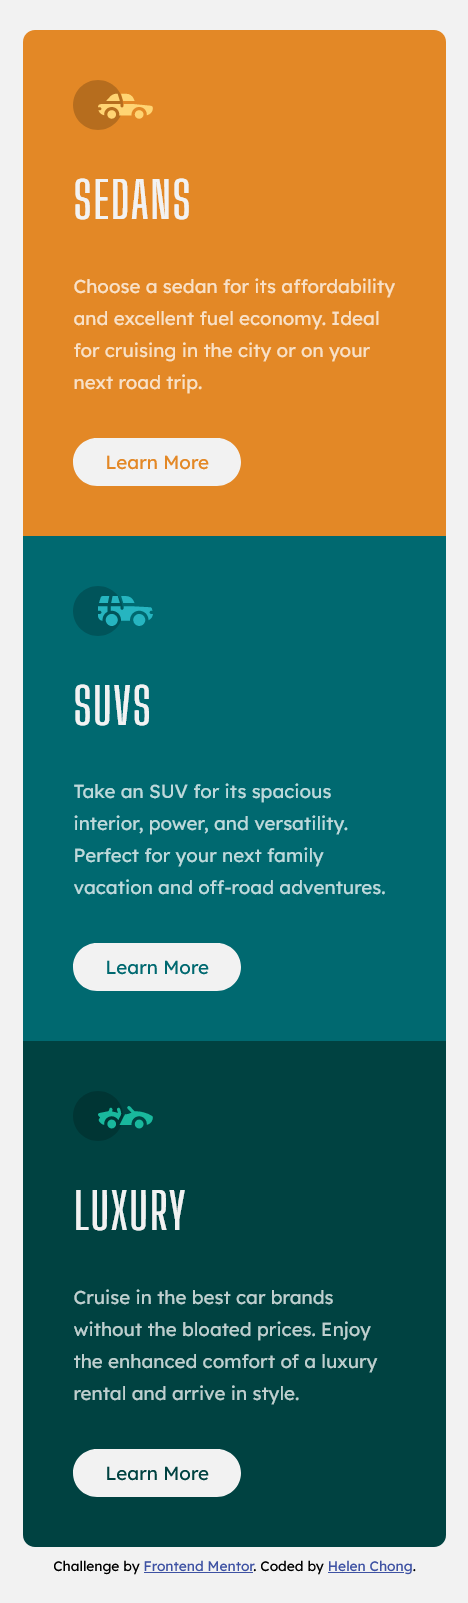 SEDANS
Choose a sedan for its affordability
and excellent fuel economy. Ideal
for cruising in the city or on your
next road trip.
Learn More
SUVS
Take an SUV for its spacious
interior, power, and versatility.
Perfect for your next family
vacation and off-road adventures.
Learn More
LUXURY
Cruise in the best car brands
without the bloated prices. Enjoy
the enhanced comfort of a luxury
rental and arrive in style.
Learn More
Challenge by Frontend Mentor. Coded by Helen Chong.